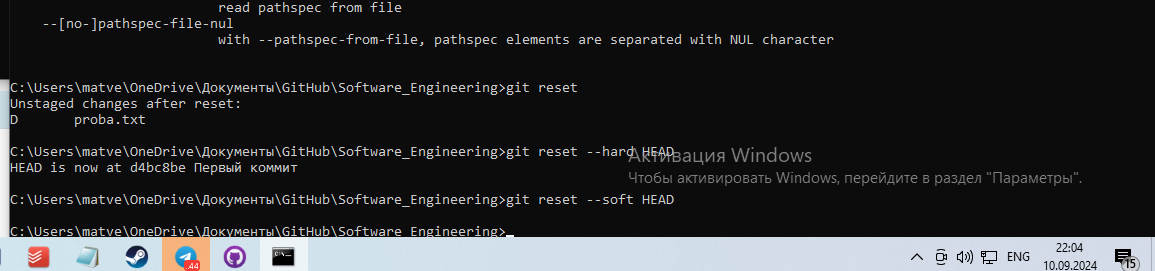 read pathspec from file
--[no-]pathspec-file-nul
with --pathspec-from-file, pathspec elements are separated with NUL character
C:\Users\matve\OneDrive\Документы\GitHub\Software_Engineering>git reset
Unstaged changes after reset:
D       proba.txt
C:\Users\matve\OneDrive\Документы\GitHub\Software_Engineering>git reset --hard HEAD
HEAD is now at d4bc8be Первый коммит
Активация Windows
Чтобы активировать Windows, перейдите в раздел "Параметры".
C:\Users\matve\OneDrive\Документы\GitHub\Software_Engineering>git reset --soft HEAD
C:\Users\matve\OneDrive\Документы\GitHub\Software_Engineering>_
..44
C:\.
ENG
22:04
10.09.2024
15